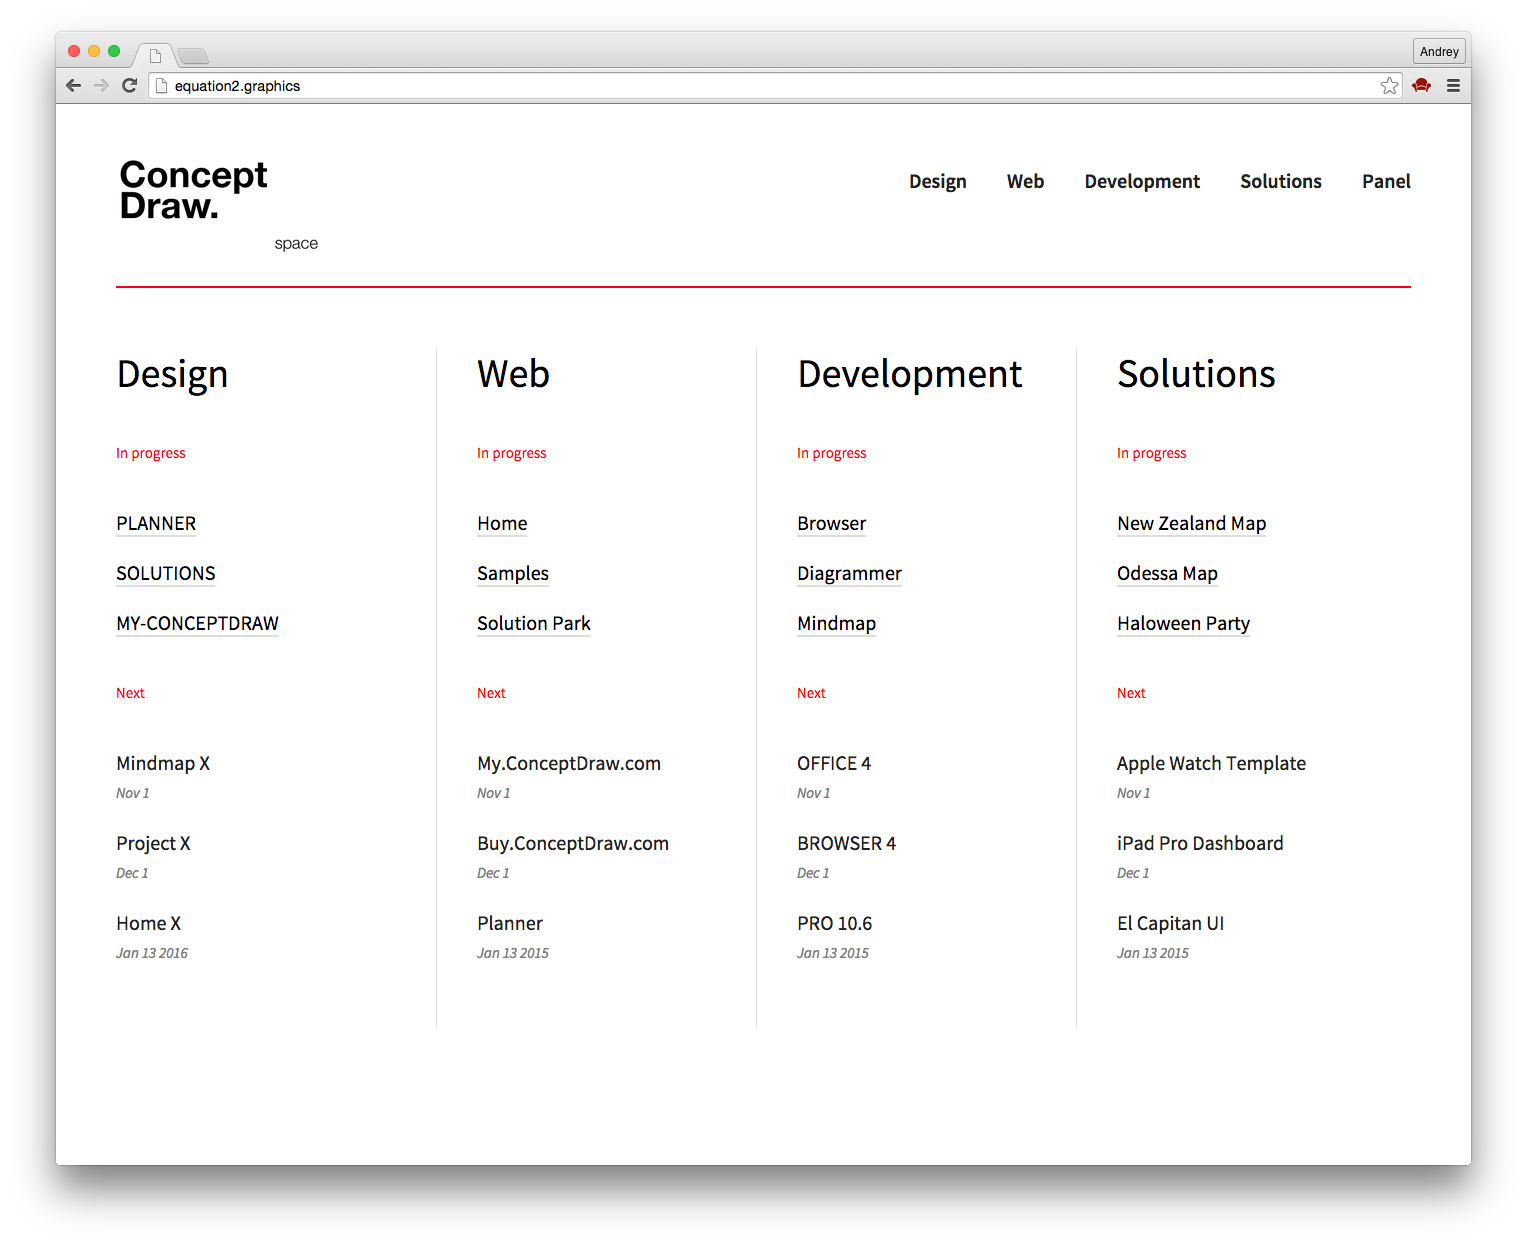 Andrey
equation2.graphics
Concept
Draw.
space
Design Web Development Solutions Panel
Design
In progress
PLANNER
SOLUTIONS
MY-CONCEPTDRAW
Next
Mindmap X
Nov 1
Project X
Dec 1
Home X
Jan 13 2016
Web
In progress
Home
Samples
Solution Park
Next
My.ConceptDraw.com
Nov 1
Buy.ConceptDraw.com
Dec 1
Planner
Jan 13 2015
Development
In progress
Browser
Diagrammer
Mindmap
Next
OFFICE 4
Nov 1
BROWSER 4
Dec 1
PRO 10.6
Jan 13 2015
Solutions
In progress
New Zealand Map
Odessa Map
Haloween Party
Next
Apple Watch Template
Nov 1
iPad Pro Dashboard
Dec 1
El Capitan UI
Jan 13 2015